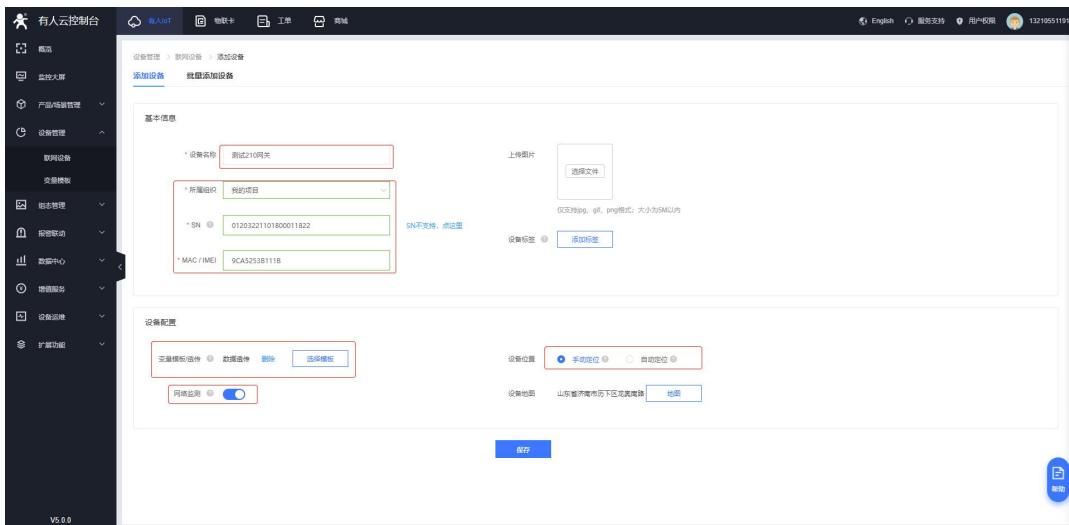 有人云控制台
有人IoT 物联卡 工单 商城
English 服务支持 用户权限 13210551191
概览
监控大屏
产品/场景管理
设备管理
联网设备
变量模板
组态管理
报警联动
数据中心
增值服务
设备运维
扩展功能
V5.0.0
设备管理 > 联网设备 > 添加设备
添加设备 批量添加设备
基本信息
* 设备名称 测试210网关
* 所属组织 我的项目
* SN 01203221101800011822 SN不支持，点这里
* MAC / IMEI 9CA5253B111B
上传图片 选择文件
仅支持jpg，gif，png格式；大小为5M以内
设备标签 添加标签
设备配置
变量模板/透传 数据透传 删除 选择模板
网络监测
设备位置 手动定位 自动定位
设备地图 山东省济南市历下区龙奥南路 地图
保存
帮助